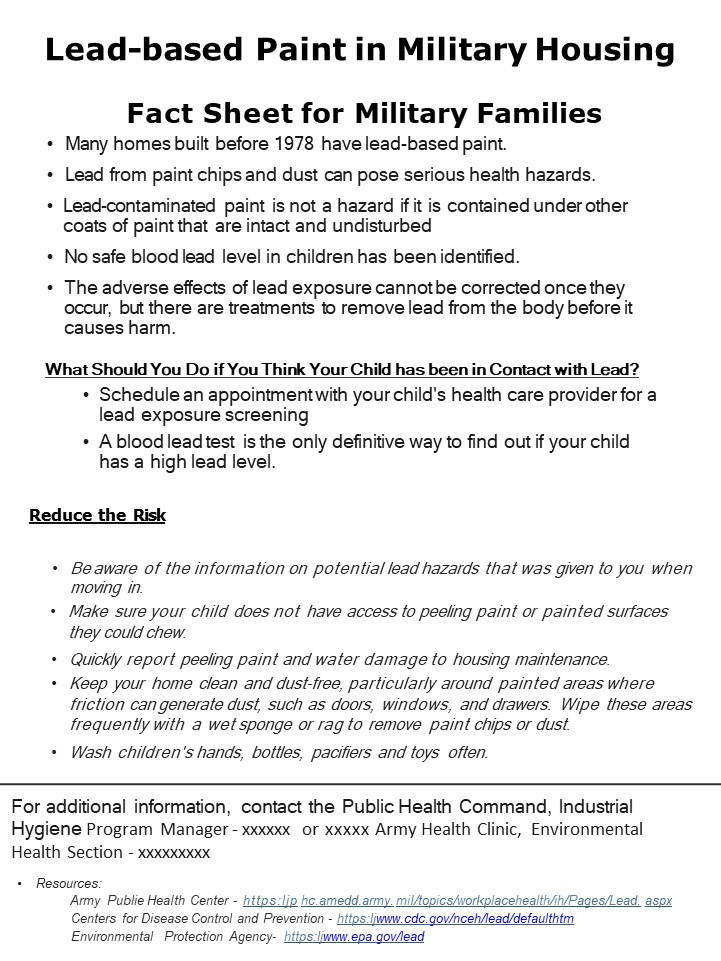 Lead-based Paint in Military Housing
Fact Sheet for Military Families
• Many homes built before 1978 have lead-based paint.
• Lead from paint chips and dust can pose serious health hazards.
• Lead-contaminated paint is not a hazard if it is contained under other
coats of paint that are intact and undisturbed
• No safe blood lead level in children has been identified.
• The adverse effects of lead exposure cannot be corrected once they
occur, but there are treatments to remove lead from the body before it
causes harm.
What Should You Do if You Think Your Child has been in Contact with Lead?
• Schedule an appointment with your child's health care provider for a
lead exposure screening
• A blood lead test is the only definitive way to find out if your child
has a high lead level.
Reduce the Risk
• Be aware of the information on potential lead hazards that was given to you when
moving in.
• Make sure your child does not have access to peeling paint or painted surfaces
they could chew.
• Quickly report peeling paint and water damage to housing maintenance.
• Keep your home clean and dust-free, particularly around painted areas where
friction can generate dust, such as doors, windows, and drawers. Wipe these areas
frequently with a wet sponge or rag to remove paint chips or dust.
• Wash children's hands, bottles, pacifiers and toys often.
For additional information, contact the Public Health Command, Industrial
Hygiene Program Manager - xxxxxx or xxxxx Army Health Clinic, Environmental
Health Section - xxxxxxxxx
• Resources:
Army Publie Health Center - https:ljp hc.amedd.army. mil/topics/workplacehealth/ih/Pages/Lead. aspx
Centers for Disease Control and Prevention - https:ljwww.cdc.gov/nceh/lead/defaulthtm
Environmental Protection Agency- https:ljwww.epa.gov/lead